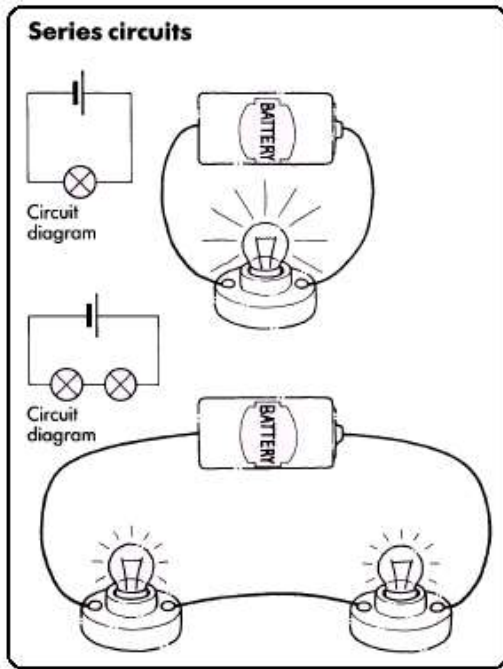 Series circuits
BATTERY
Circuit
diagram
Circuit
diagram
BATTERY